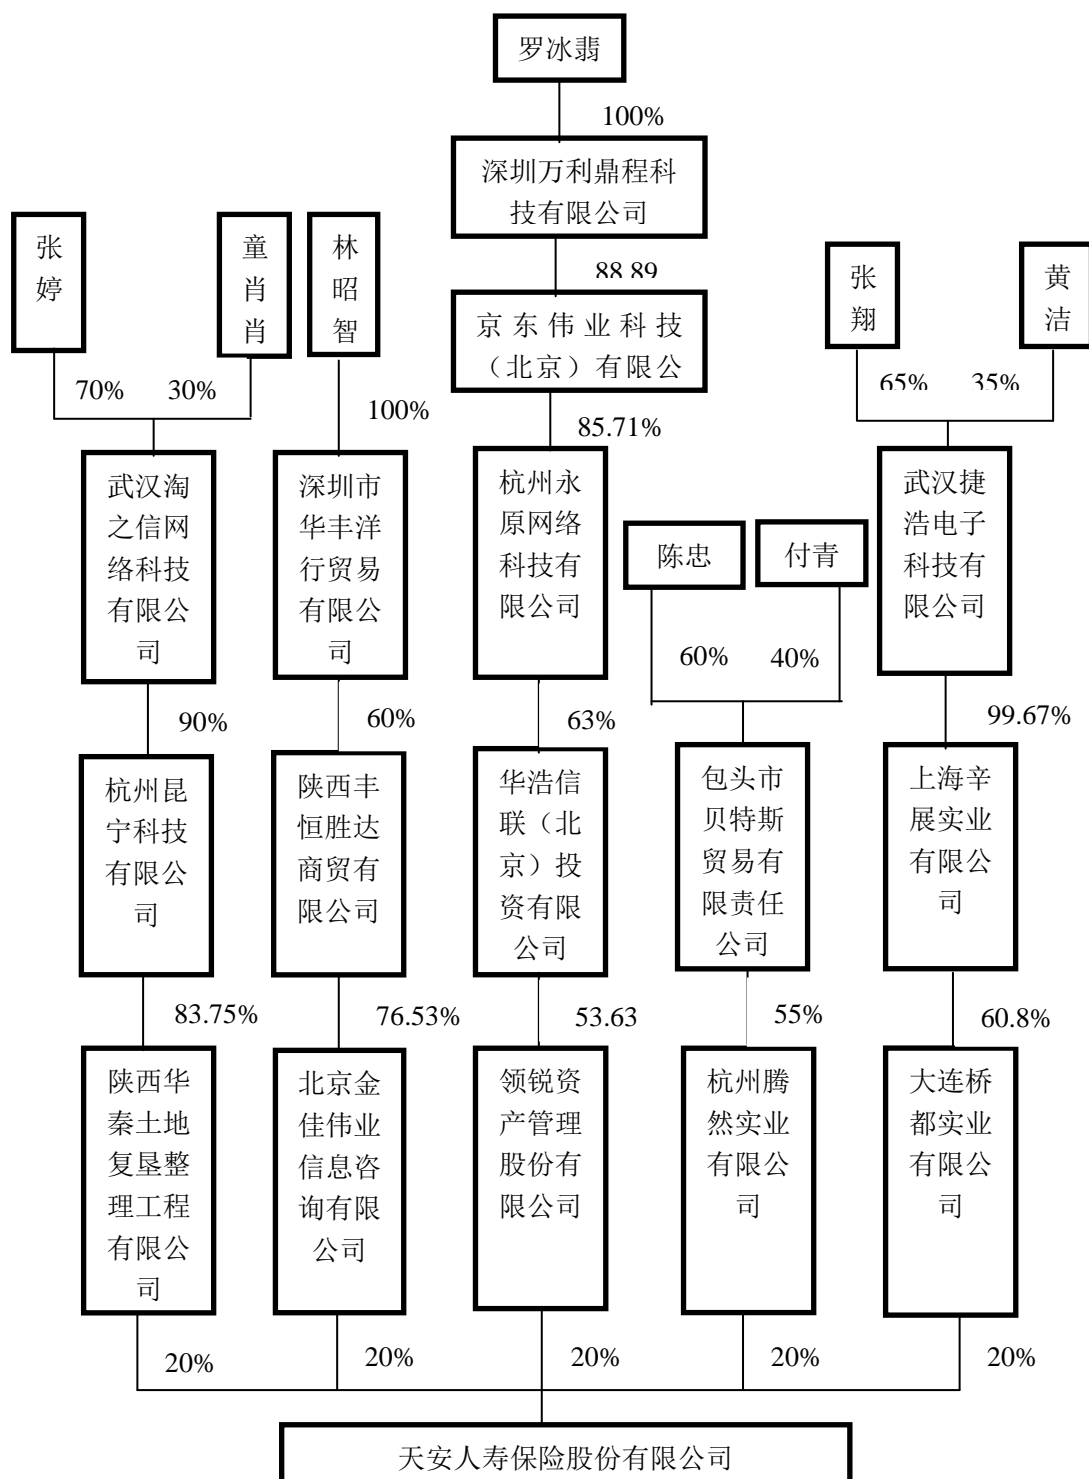 罗冰翡
100%
深圳万利鼎程科
技有限公司
88.89
京东伟业科技
（北京）有限公
85.71%
张
婷
童
肖
肖
70%
30%
林
昭
智
100%
张
翔
黄
洁
65%
35%
武汉淘
之信网
络科技
有限公
司
深圳市
华丰洋
行贸易
有限公
司
杭州永
原网络
科技有
限公司
陈忠
付青
60%
40%
武汉捷
浩电子
科技有
限公司
90%
60%
63%
99.67%
杭州昆
宁科技
有限公
司
陕西丰
恒胜达
商贸有
限公司
华浩信
联（北
京）投
资有限
公司
包头市
贝特斯
贸易有
限责任
公司
上海辛
展实业
有限公
司
83.75%
76.53%
53.63
55%
60.8%
陕西华
秦土地
复垦整
理工程
有限公
司
北京金
佳伟业
信息咨
询有限
公司
领锐资
产管理
股份有
限公司
杭州腾
然实业
有限公
司
大连桥
都实业
有限公
司
20%
20%
20%
20%
20%
天安人寿保险股份有限公司